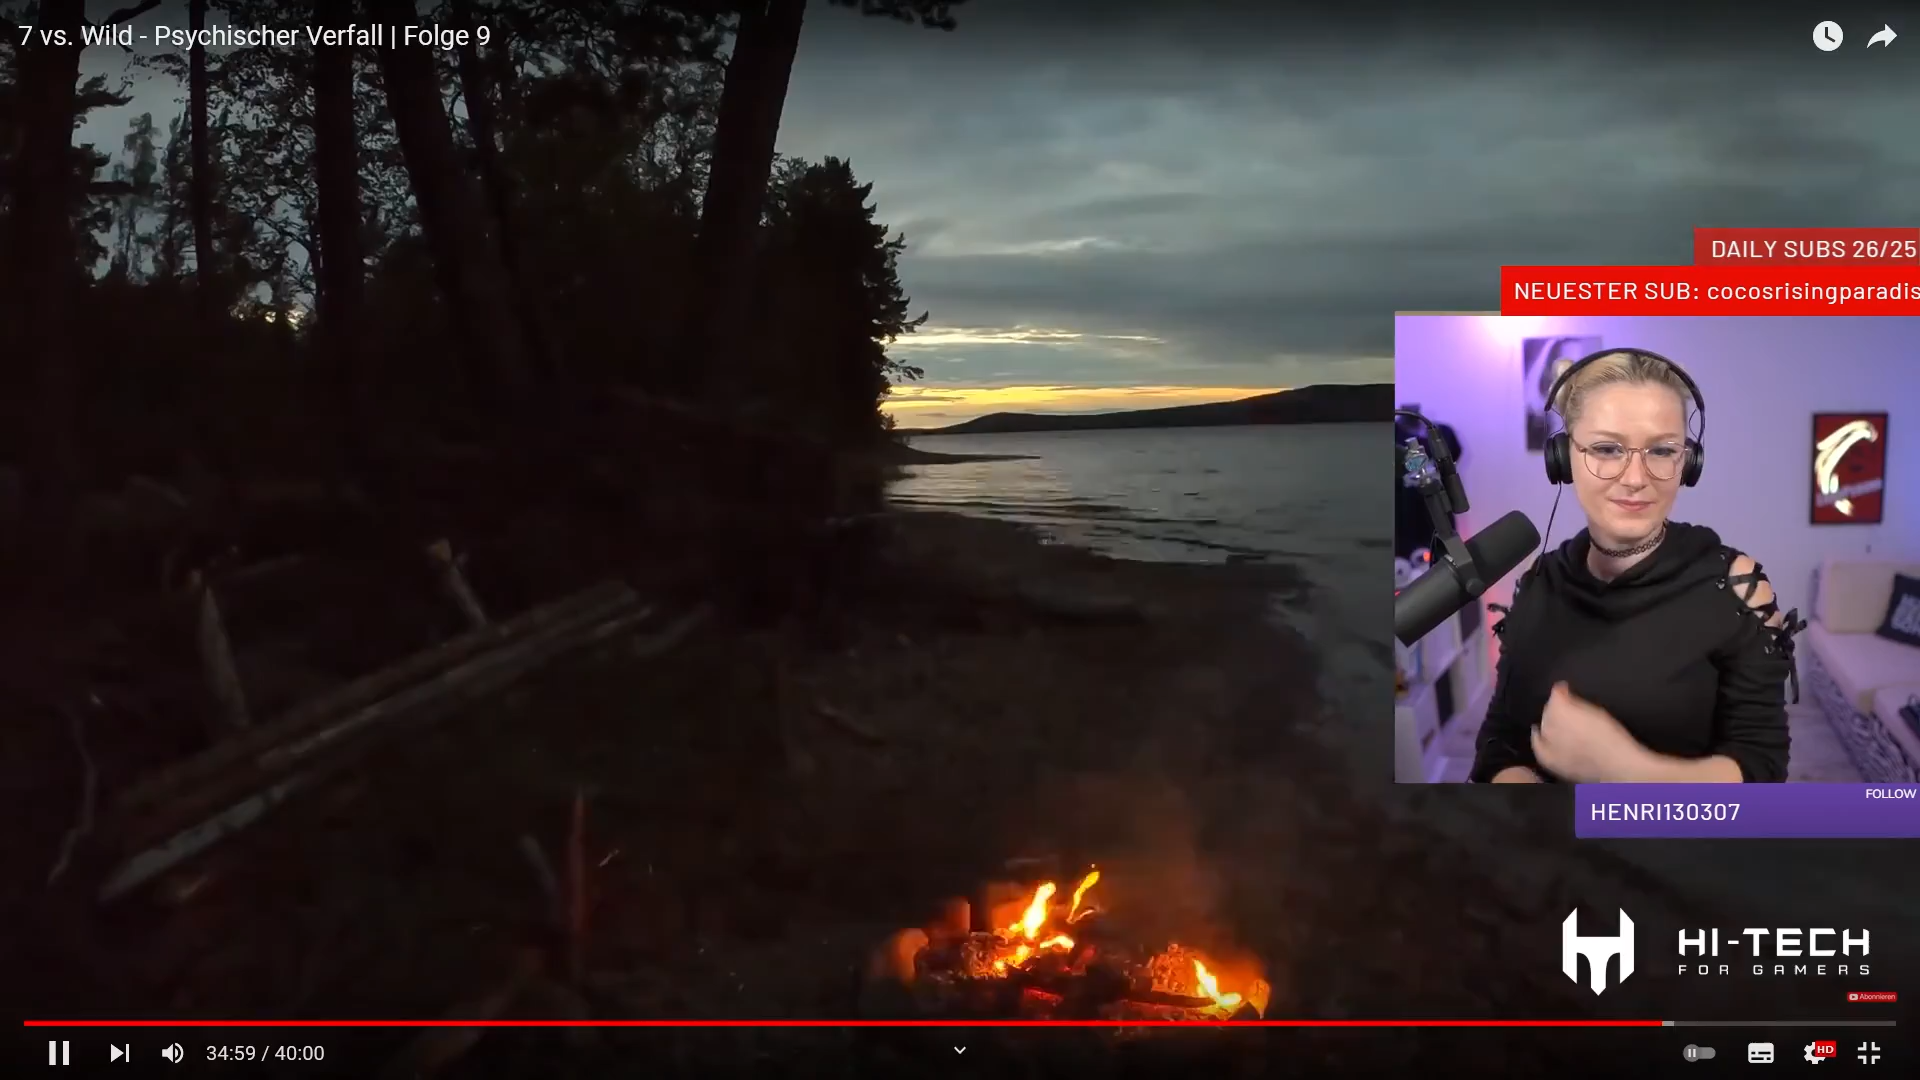 7 vs. Wild - Psychischer Verfall | Folge 9
DAILY SUBS 26/25
NEUESTER SUB: cocosrisingparadis
FOLLOW
HENRI130307
HI-TECH
FOR GAMERS
Abonnieren
34:59 / 40:00
HD